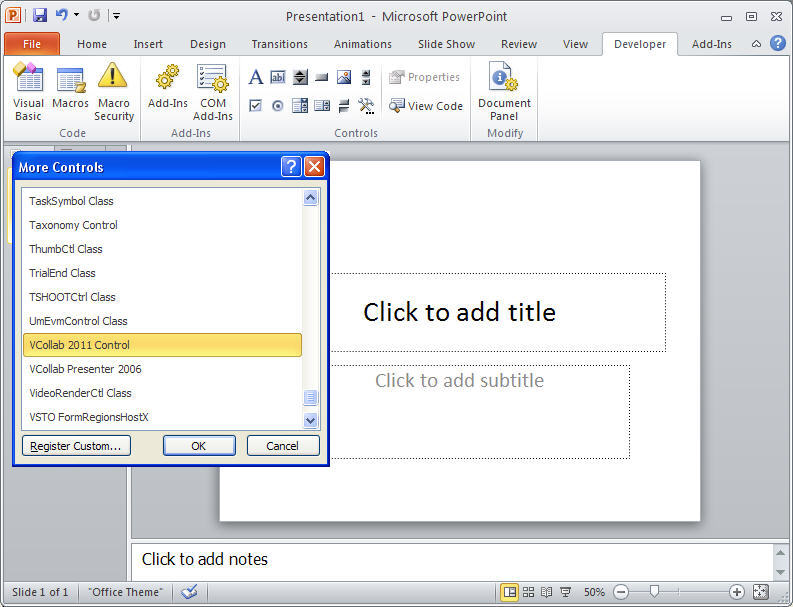 Presentation1 - Microsoft PowerPoint
File Home Insert Design Transitions Animations Slide Show Review View Developer Add-Ins
A ab Properties
Visual Basic Macros Macro Security Add-Ins COM Add-Ins View Code Document Panel
Code Add-Ins Controls Modify
More Controls
TaskSymbol Class
Taxonomy Control
ThumbCtl Class
TrialEnd Class
TSHOOTCtrl Class
UmEvmControl Class
VCollab 2011 Control
VCollab Presenter 2006
VideoRenderCtl Class
VSTO FormRegionsHostX
Register Custom... OK Cancel
Click to add title
Click to add subtitle
Click to add notes
Slide 1 of 1 "Office Theme" 50%